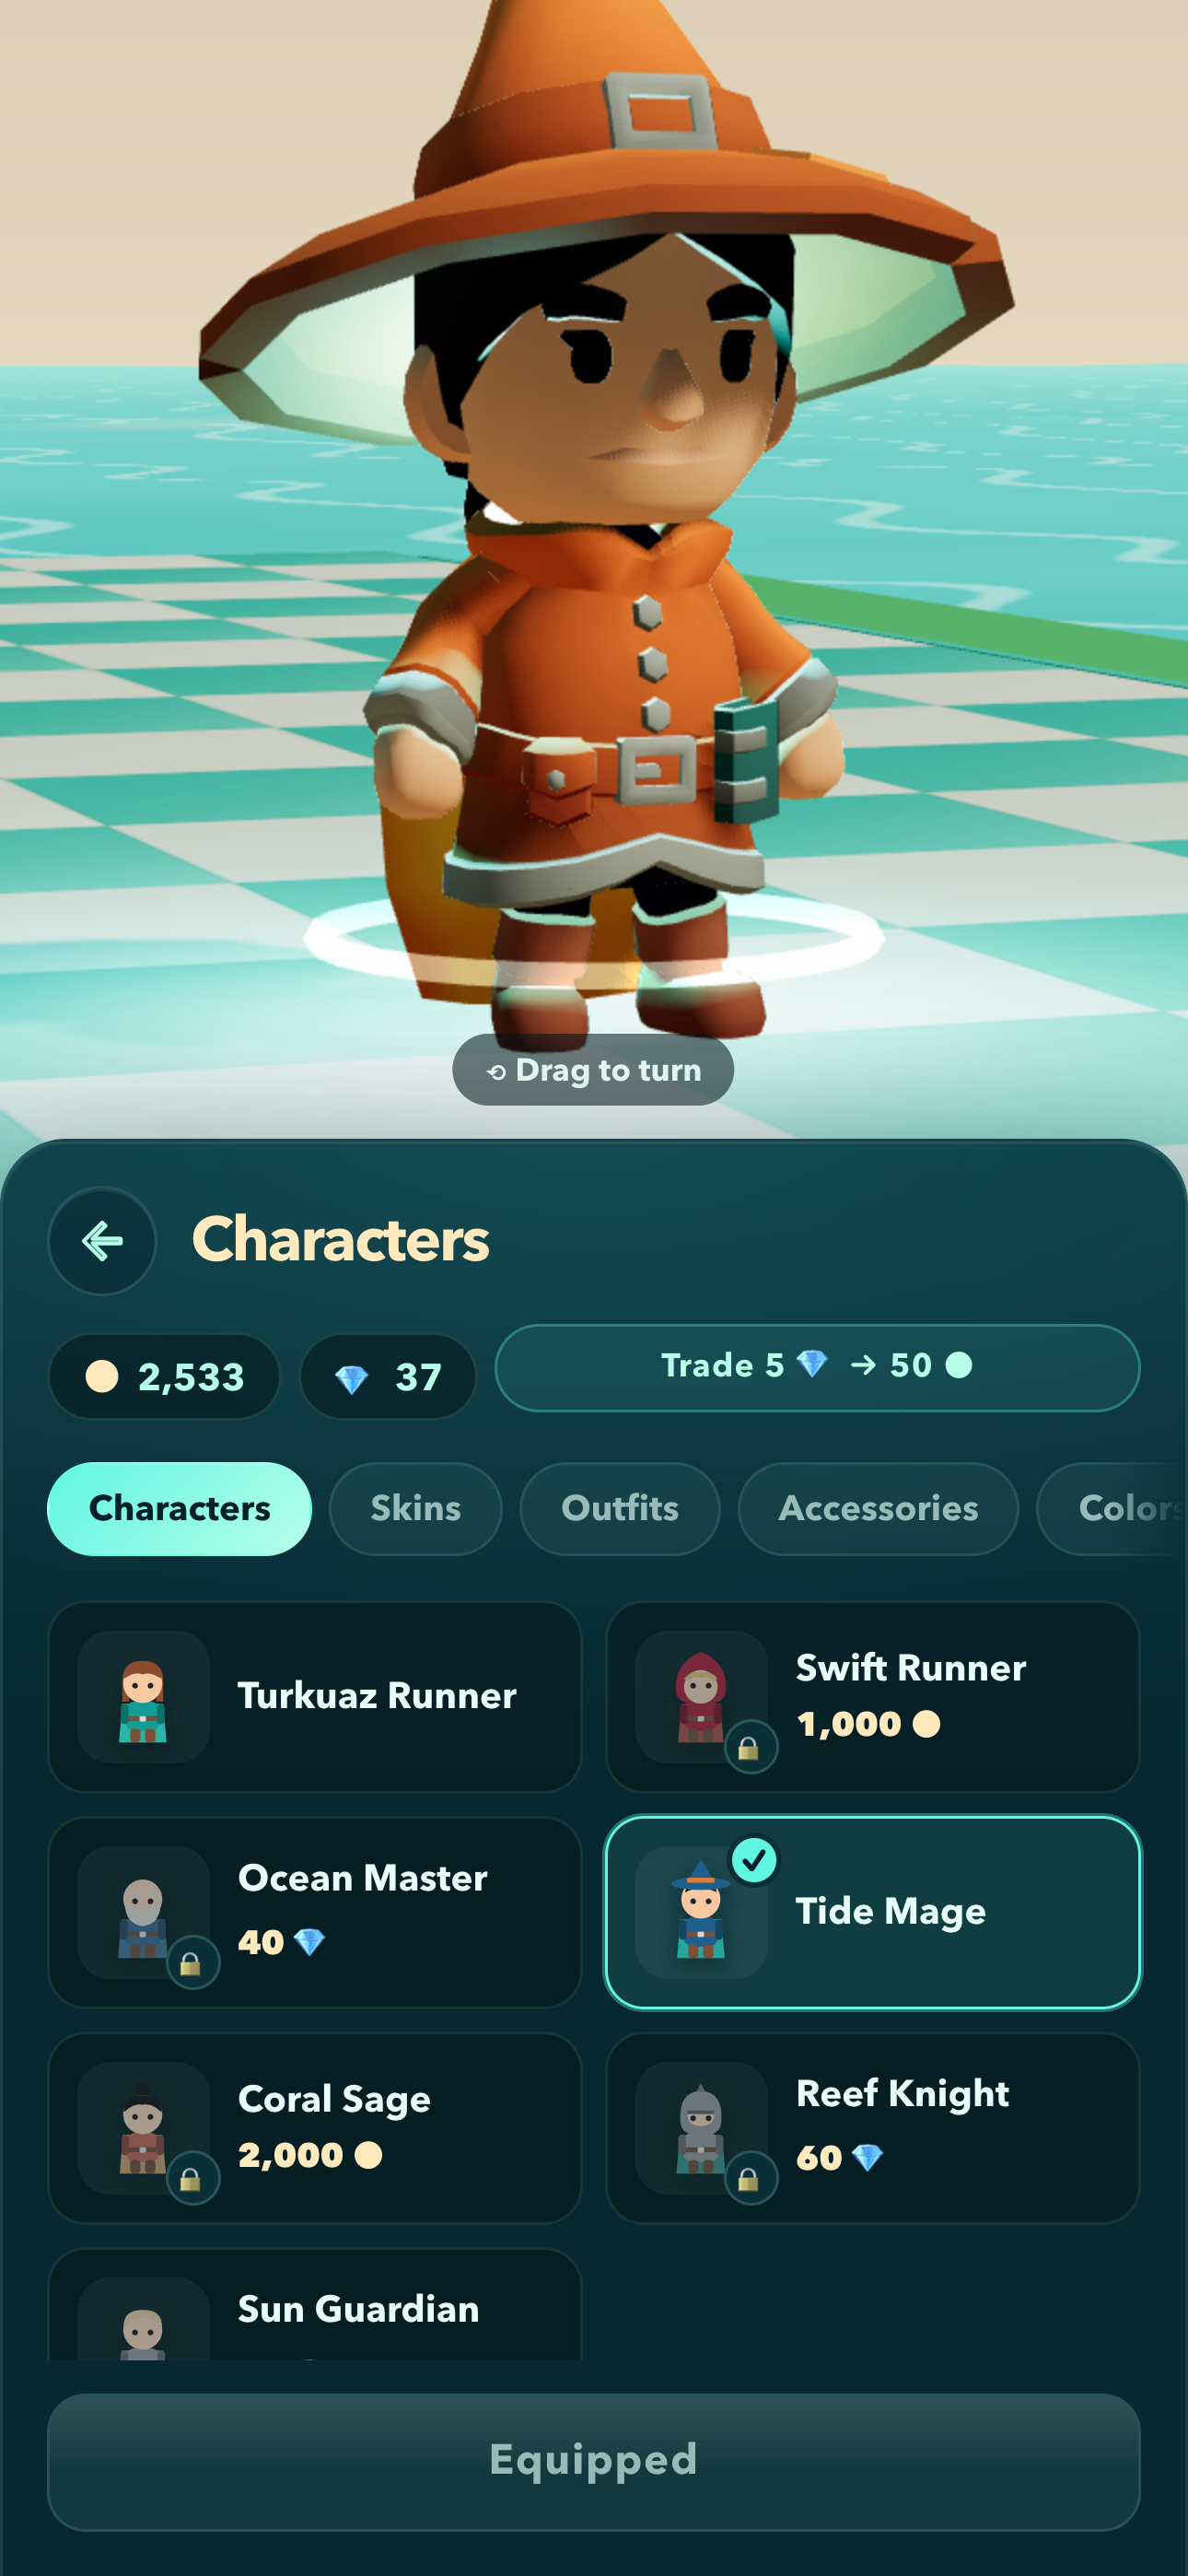 Drag to turn
Characters
2,533
37
Trade 5 💎 → 50
Characters
Skins
Outfits
Accessories
Colors
Turkuaz Runner
Swift Runner
1,000
Ocean Master
40
Tide Mage
Coral Sage
2,000
Reef Knight
60
Sun Guardian
Equipped